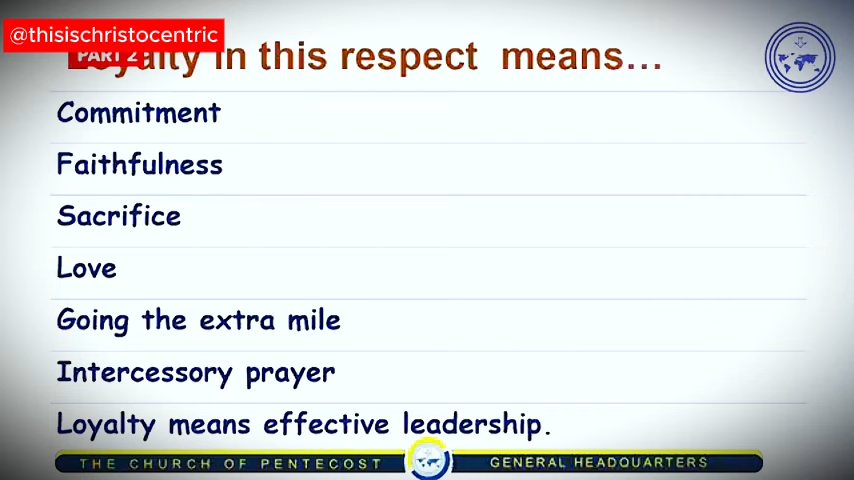 @thisischristocentric
PART 2
Loyalty in this respect means...
Commitment
Faithfulness
Sacrifice
Love
Going the extra mile
Intercessory prayer
Loyalty means effective leadership.
THE CHURCH OF PENTECOST GENERAL HEADQUARTERS